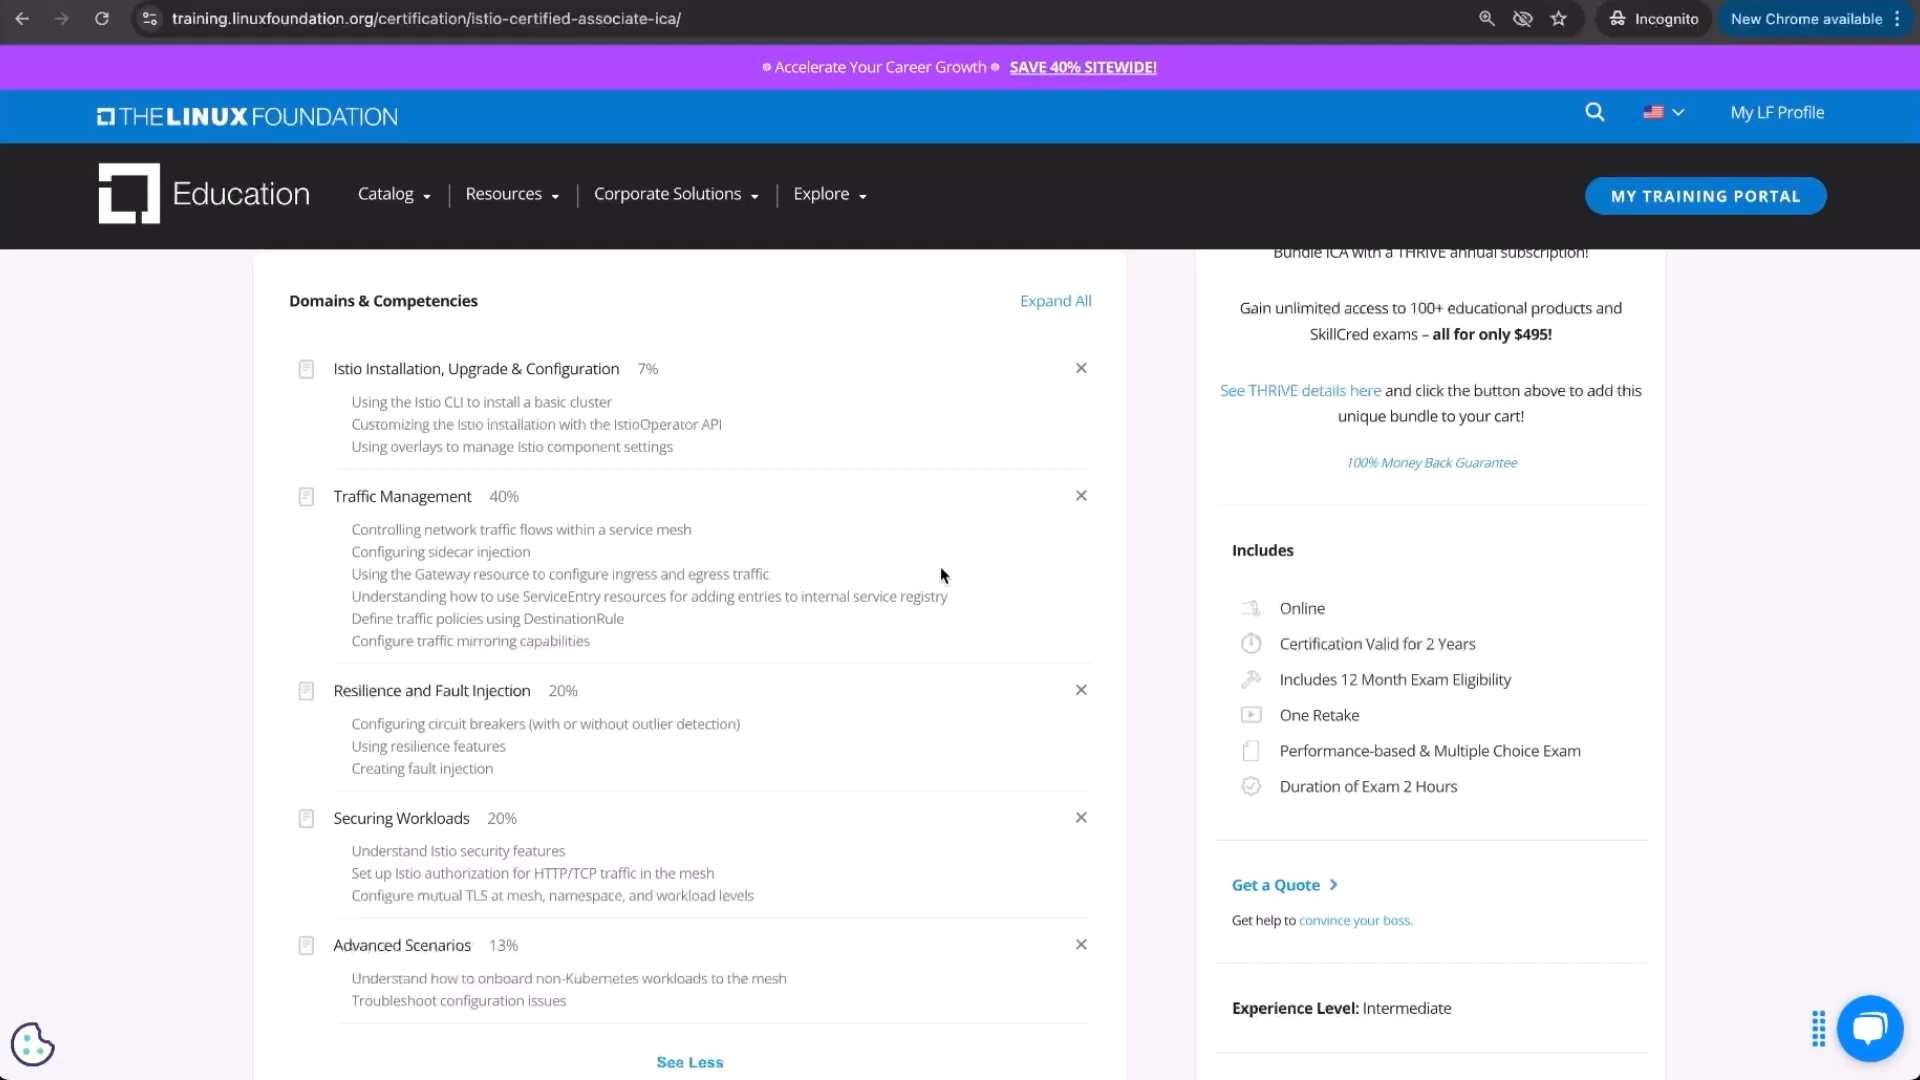 training.linuxfoundation.org/certification/istio-certified-associate-ica/
Incognito
New Chrome available
Accelerate Your Career Growth SAVE 40% SITEWIDE!
THE LINUX FOUNDATION
My LF Profile
Education
Catalog
Resources
Corporate Solutions
Explore
MY TRAINING PORTAL
Domains & Competencies
Expand All
Istio Installation, Upgrade & Configuration 7%
Using the Istio CLI to install a basic cluster
Customizing the Istio installation with the IstioOperator API
Using overlays to manage Istio component settings
Traffic Management 40%
Controlling network traffic flows within a service mesh
Configuring sidecar injection
Using the Gateway resource to configure ingress and egress traffic
Understanding how to use ServiceEntry resources for adding entries to internal service registry
Define traffic policies using DestinationRule
Configure traffic mirroring capabilities
Resilience and Fault Injection 20%
Configuring circuit breakers (with or without outlier detection)
Using resilience features
Creating fault injection
Securing Workloads 20%
Understand Istio security features
Set up Istio authorization for HTTP/TCP traffic in the mesh
Configure mutual TLS at mesh, namespace, and workload levels
Advanced Scenarios 13%
Understand how to onboard non-Kubernetes workloads to the mesh
Troubleshoot configuration issues
See Less
Bundle ICA with a THRIVE annual subscription!
Gain unlimited access to 100+ educational products and
SkillCred exams – all for only $495!
See THRIVE details here and click the button above to add this
unique bundle to your cart!
100% Money Back Guarantee
Includes
Online
Certification Valid for 2 Years
Includes 12 Month Exam Eligibility
One Retake
Performance-based & Multiple Choice Exam
Duration of Exam 2 Hours
Get a Quote
Get help to convince your boss.
Experience Level: Intermediate